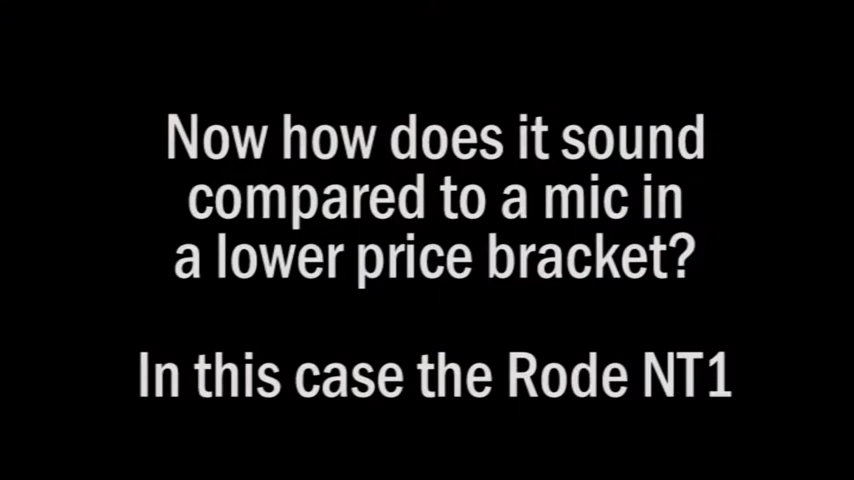 Now how does it sound
compared to a mic in
a lower price bracket?
In this case the Rode NT1